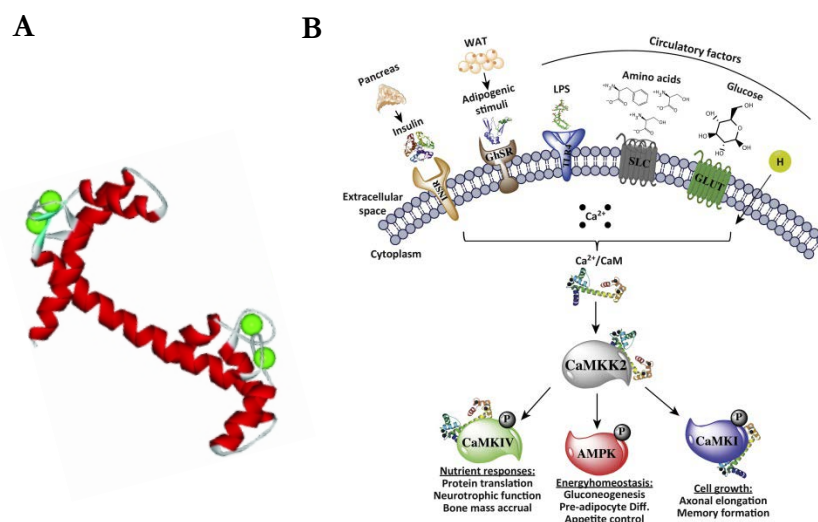 A
B
Circulatory factors
WAT
Pancreas
Adipogenic
stimuli
LPS
Amino acids
Glucose
Insulin
INSR
GhSR
TLR4
SLC
GLUT
H
Extracellular
space
Cytoplasm
Ca2+
Ca2+/CaM
CaMKK2
P
P
P
CaMKIV
AMPK
CaMKI
Nutrient responses:
Protein translation
Neurotrophic function
Bone mass accrual
Energyhomeostasis:
Gluconeogenesis
Pre-adipocyte Diff.
Appetite control
Cell growth:
Axonal elongation
Memory formation